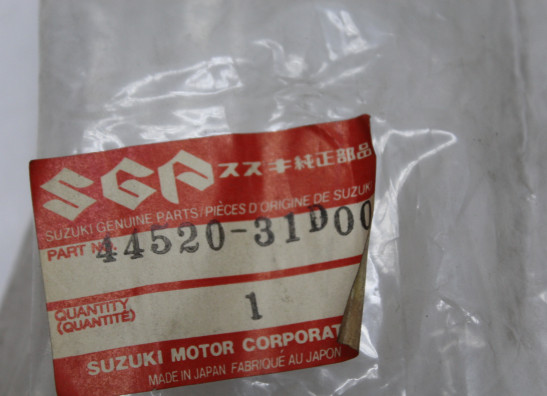 SGP スズキ純正部品
SUZUKI GENUINE PARTS/PIÈCES D'ORIGINE DE SUZUK
PART No. 44520-31D00
QUANTITY 1
(QUANTITÉ)
SUZUKI MOTOR CORPORAT
MADE IN JAPAN FABRIQUÉ AU JAPON